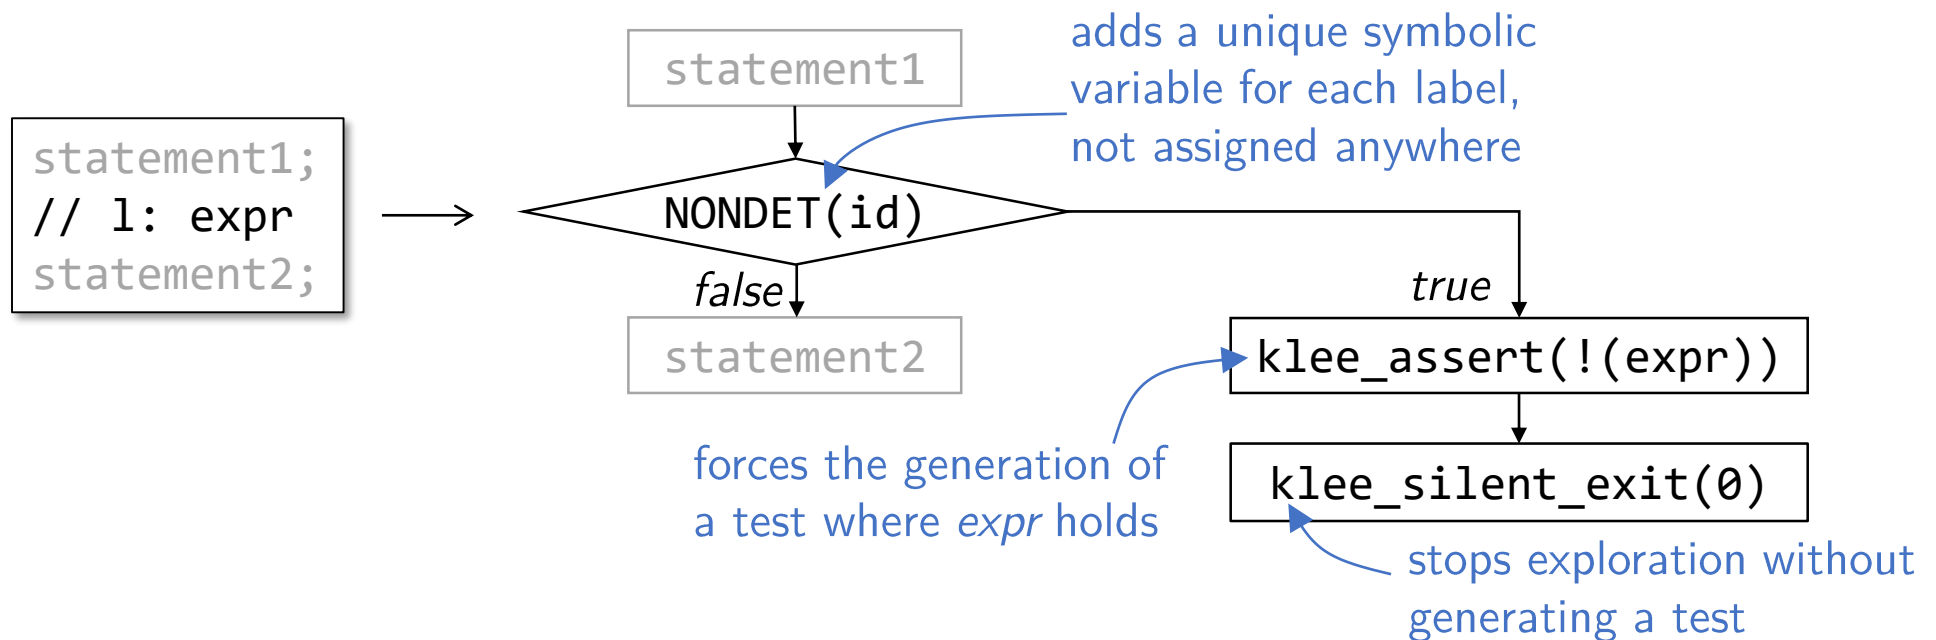 statement1;
// l: expr
statement2;
statement1
adds a unique symbolic
variable for each label,
not assigned anywhere
NONDET(id)
false
true
statement2
klee_assert(!(expr))
forces the generation of
a test where expr holds
klee_silent_exit(0)
stops exploration without
generating a test